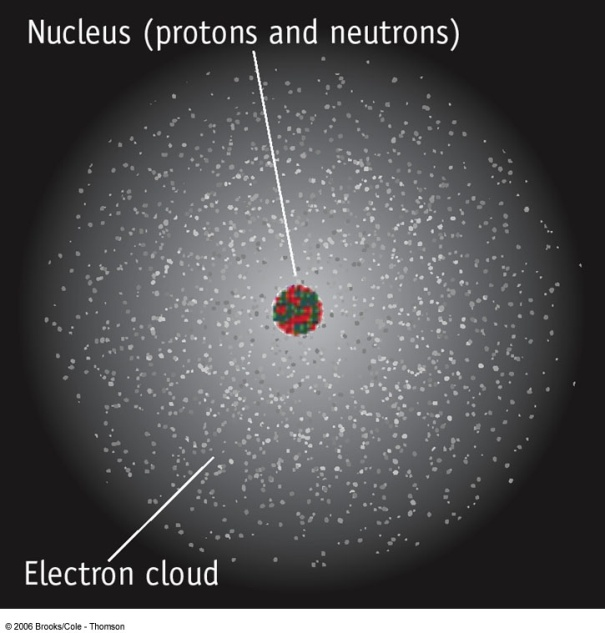 Nucleus (protons and neutrons)
Electron cloud
© 2006 Brooks/Cole - Thomson